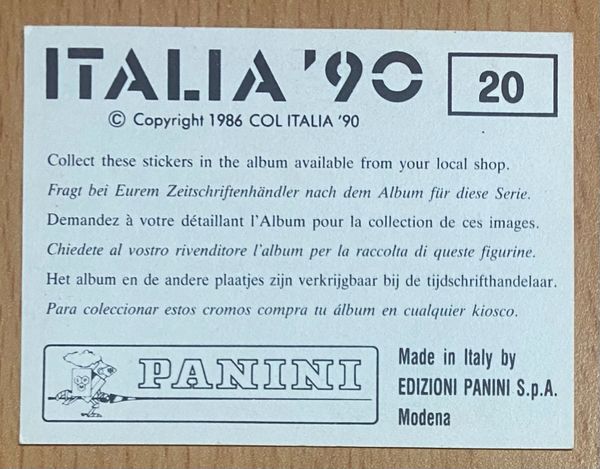 ITALIA '90
20
© Copyright 1986 COL ITALIA '90
Collect these stickers in the album available from your local shop.
Fragt bei Eurem Zeitschriftenhändler nach dem Album für diese Serie.
Demandez à votre détaillant l'Album pour la collection de ces images.
Chiedete al vostro rivenditore l'album per la raccolta di queste figurine.
Het album en de andere plaatjes zijn verkrijgbaar bij de tijdschrifthandelaar.
Para coleccionar estos cromos compra tu álbum en cualquier kiosco.
PANINI
Made in Italy by
EDIZIONI PANINI S.p.A.
Modena